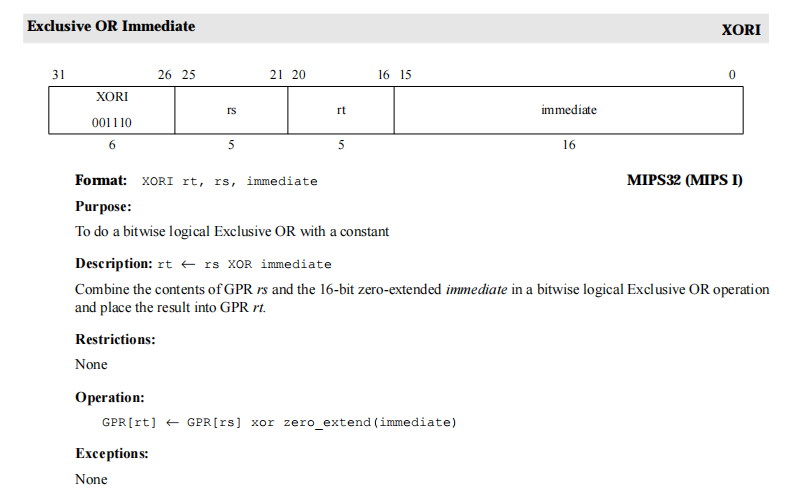 Exclusive OR Immediate XORI
31 26 25 21 20 16 15 0
XORI
001110 rs rt immediate
6 5 5 16
Format: XORI rt, rs, immediate MIPS32 (MIPS I)
Purpose:
To do a bitwise logical Exclusive OR with a constant
Description: rt ← rs XOR immediate
Combine the contents of GPR rs and the 16-bit zero-extended immediate in a bitwise logical Exclusive OR operation
and place the result into GPR rt.
Restrictions:
None
Operation:
GPR[rt] ← GPR[rs] xor zero_extend(immediate)
Exceptions:
None